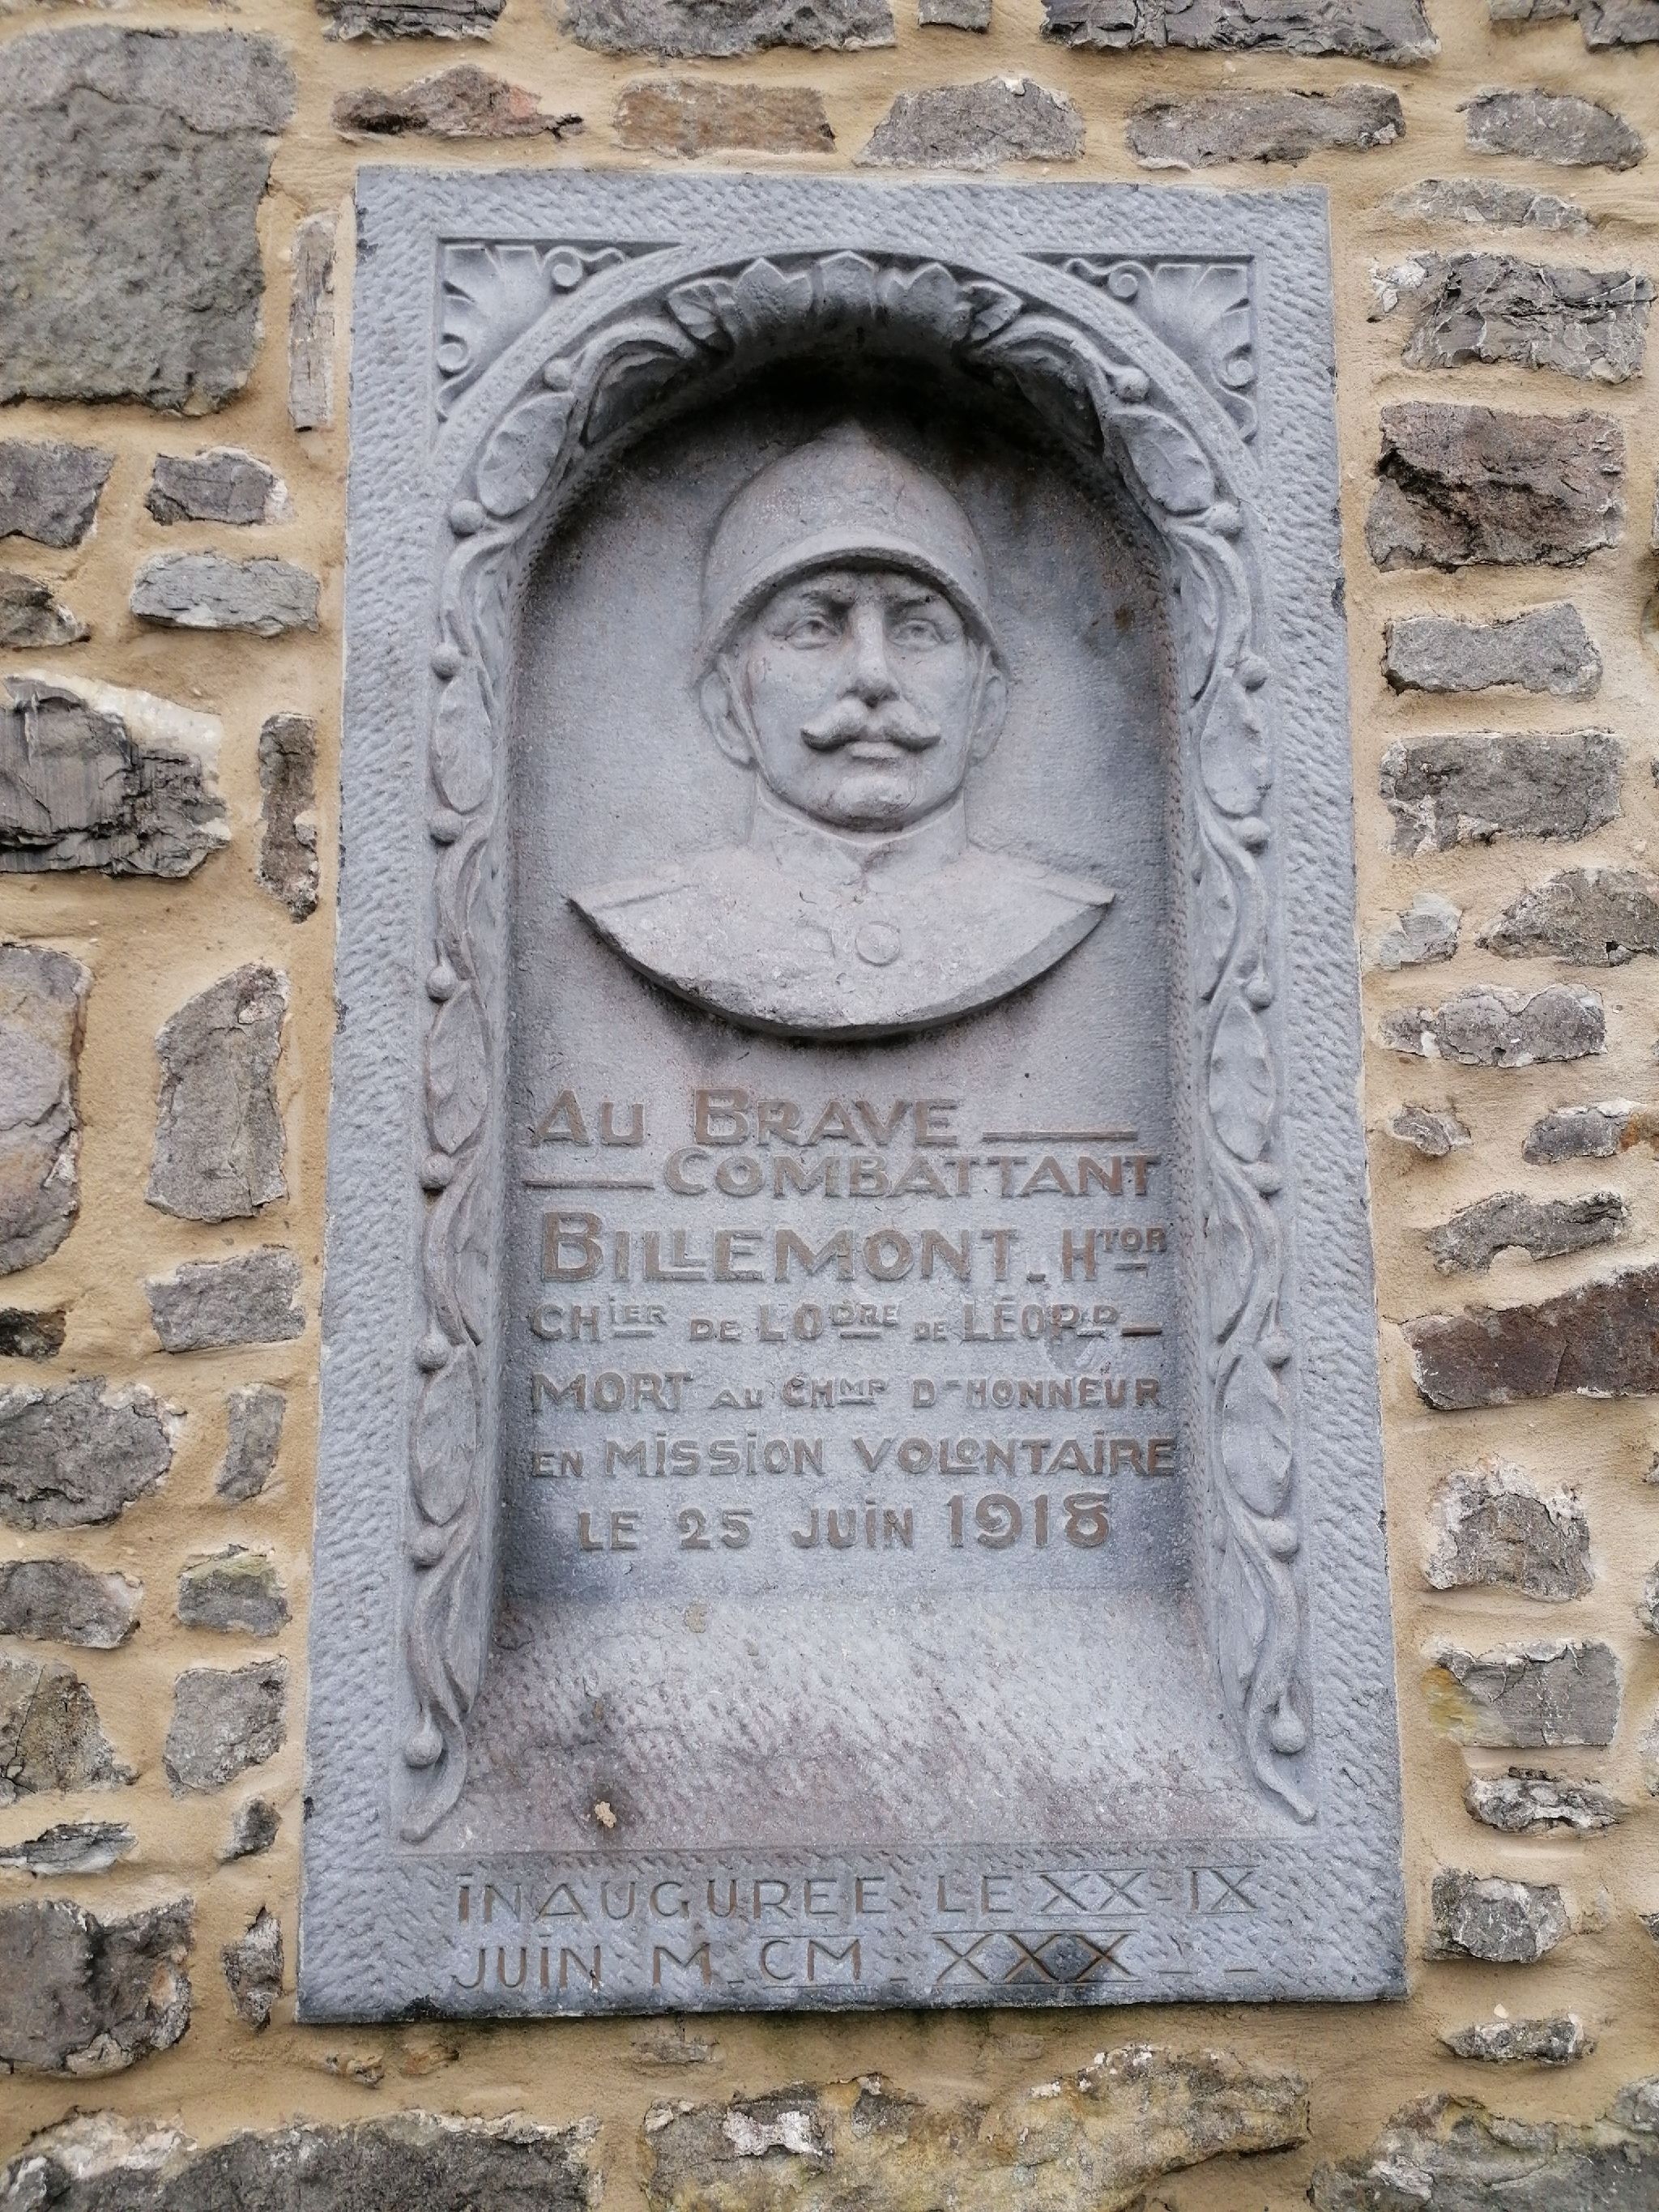 AU BRAVE
COMBATTANT
BILLEMONT. HTOR
CHIER DE LODRE DE LÉOPD
MORT AU CHMP D'HONNEUR
EN MISSION VOLONTAIRE
LE 25 JUIN 1918
INAUGUREE LE XX-IX
JUIN M-CM-XXX--